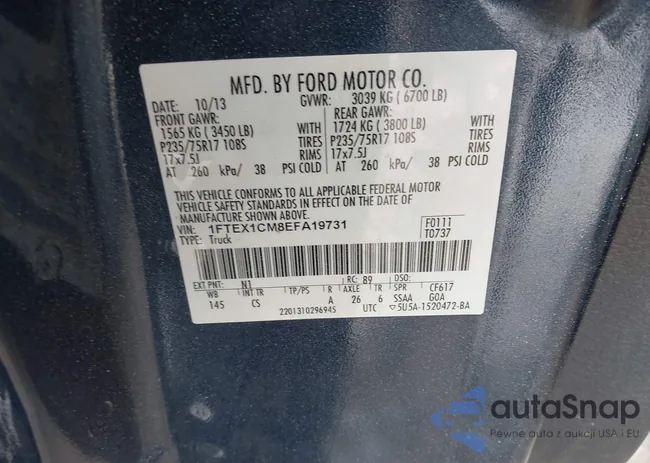 MFD. BY FORD MOTOR CO.
DATE: 10/13 GVWR: 3039 KG ( 6700 LB)
FRONT GAWR: REAR GAWR:
1565 KG ( 3450 LB) WITH 1724 KG ( 3800 LB) WITH
P235/75R17 108S TIRES P235/75R17 108S TIRES
17x7.5J RIMS 17x7.5J RIMS
AT 260 kPa/ 38 PSI COLD AT 260 kPa/ 38 PSI COLD
THIS VEHICLE CONFORMS TO ALL APPLICABLE FEDERAL MOTOR
VEHICLE SAFETY STANDARDS IN EFFECT ON THE DATE OF
MANUFACTURE SHOWN ABOVE.
VIN: 1FTEX1CM8EFA19731 F0111
TYPE: Truck T0737
EXT PNT: N1 RC: B9 DSO:
WB INT TR TP/PS R AXLE TR SPR CF617
145 CS A 26 6 SSAA GOA
2201310296945 UTC ▽5U5A-1520472-BA
autaSnap
Pewne auta z aukcji USA i EU